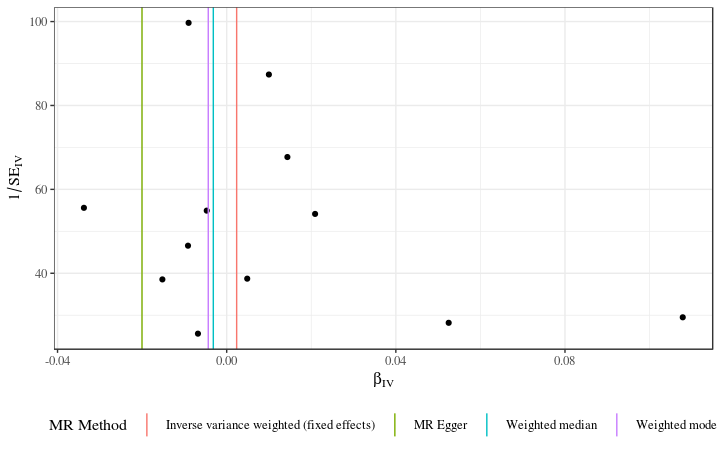 100
80
60
40
1/SE_IV
-0.04
0.00
0.04
0.08
β_IV
MR Method
Inverse variance weighted (fixed effects)
MR Egger
Weighted median
Weighted mode